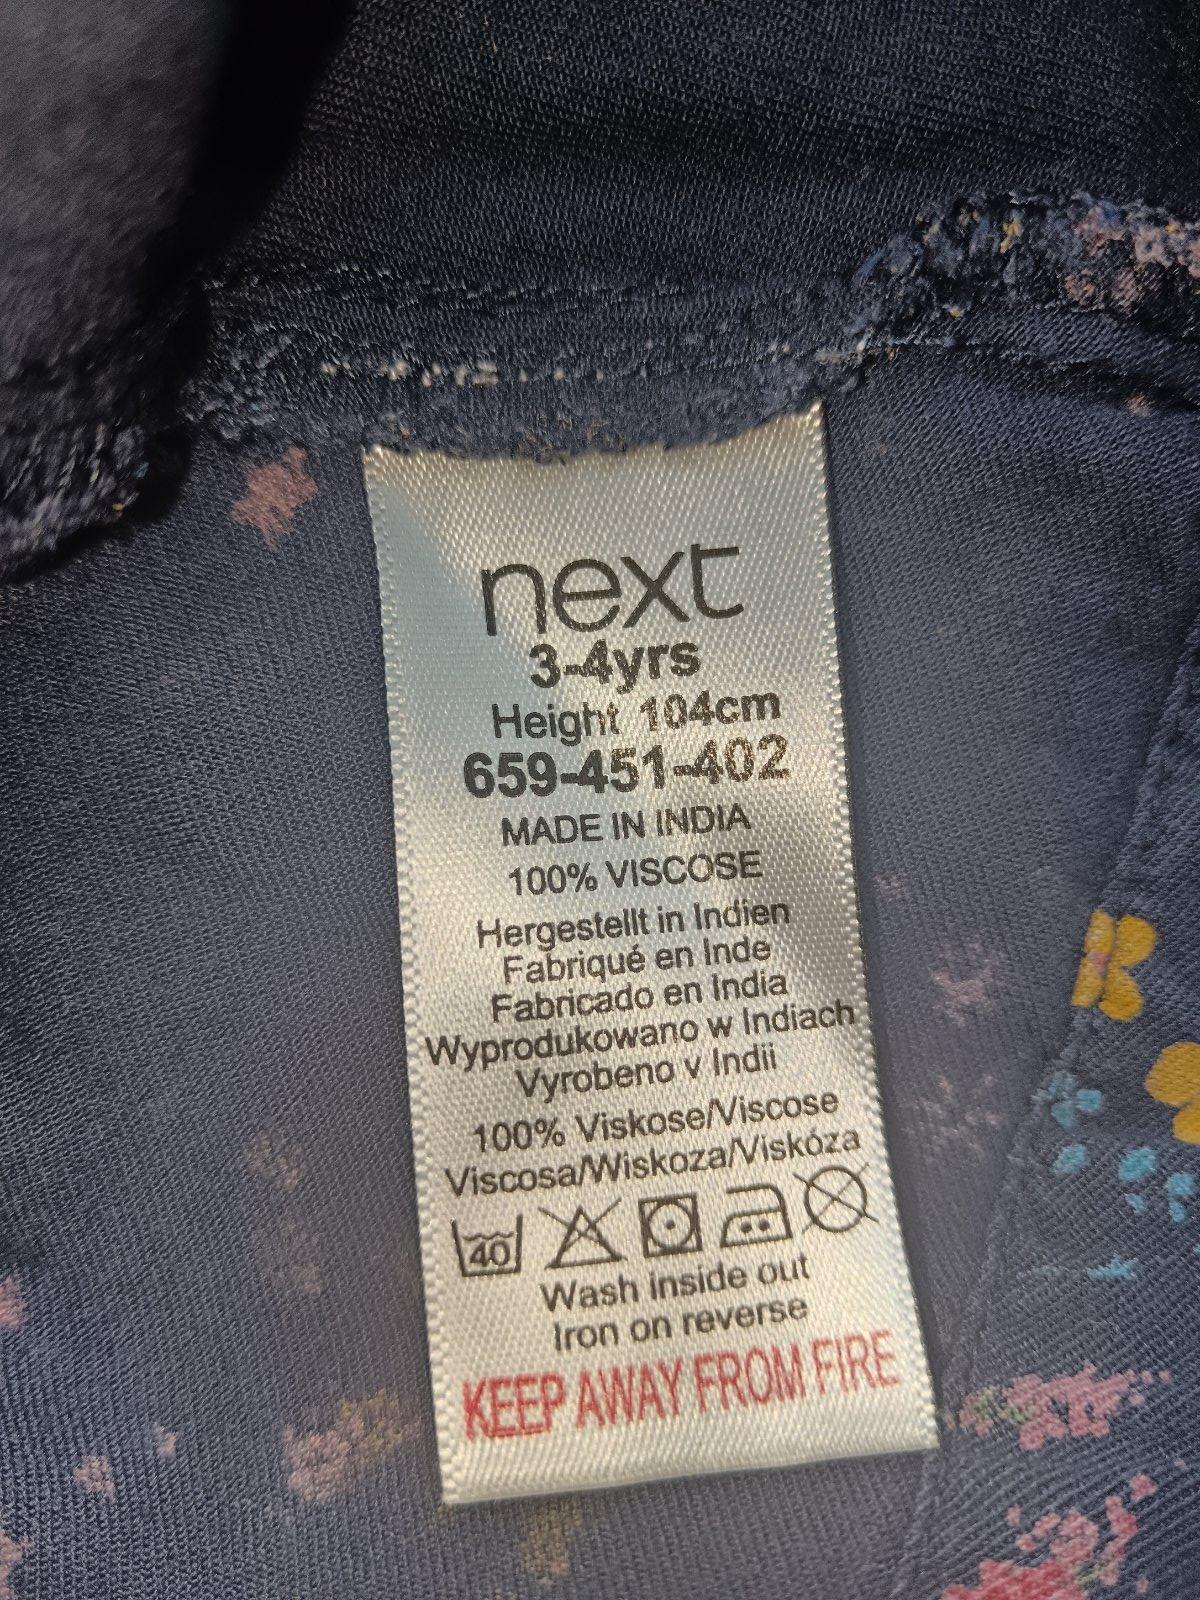 next
3-4yrs
Height 104cm
659-451-402
MADE IN INDIA
100% VISCOSE
Hergestellt in Indien
Fabriqué en Inde
Fabricado en India
Wyprodukowano w Indiach
Vyrobeno v Indii
100% Viskose/Viscose
Viscosa/Wiskoza/Viskóza
40
Wash inside out
Iron on reverse
KEEP AWAY FROM FIRE